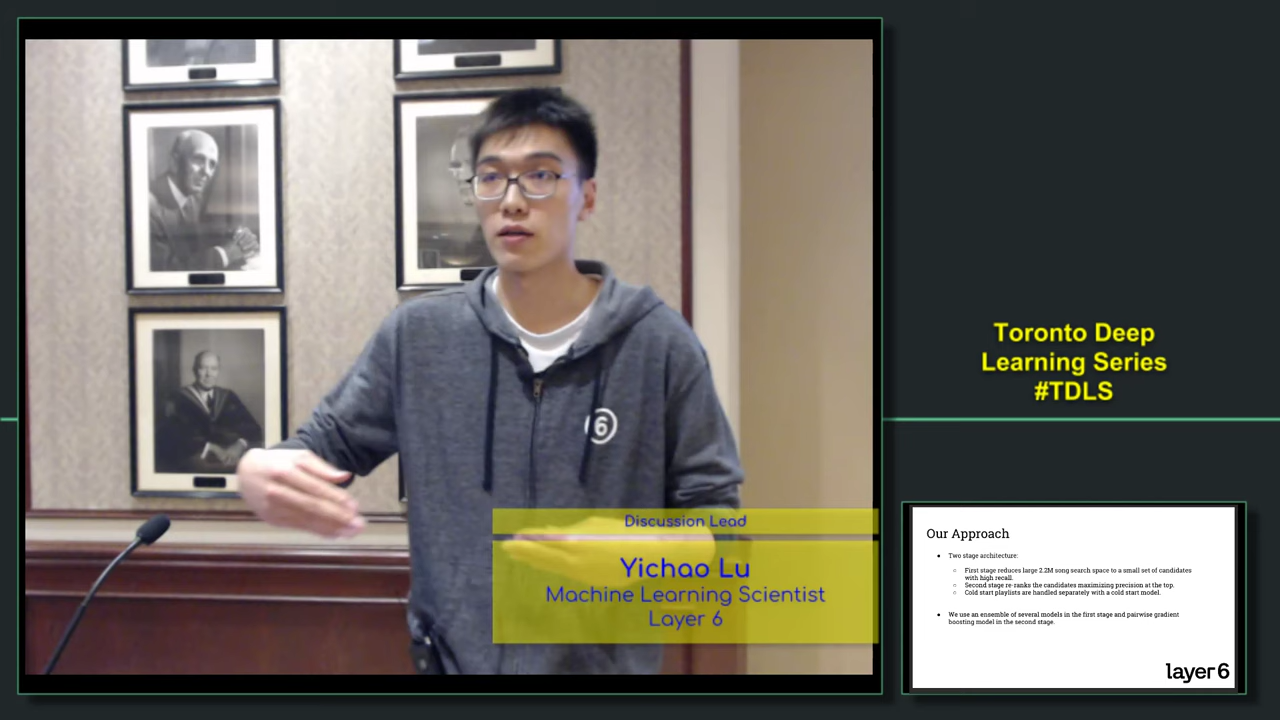 Toronto Deep
Learning Series
#TDLS
6
Discussion Lead
Yichao Lu
Machine Learning Scientist
Layer 6
Our Approach
• Two stage architecture:
○ First stage reduces large 2.2M song search space to a small set of candidates
with high recall.
○ Second stage re-ranks the candidates maximizing precision at the top.
○ Cold start playlists are handled separately with a cold start model.
• We use an ensemble of several models in the first stage and pairwise gradient
boosting model in the second stage.
layer6